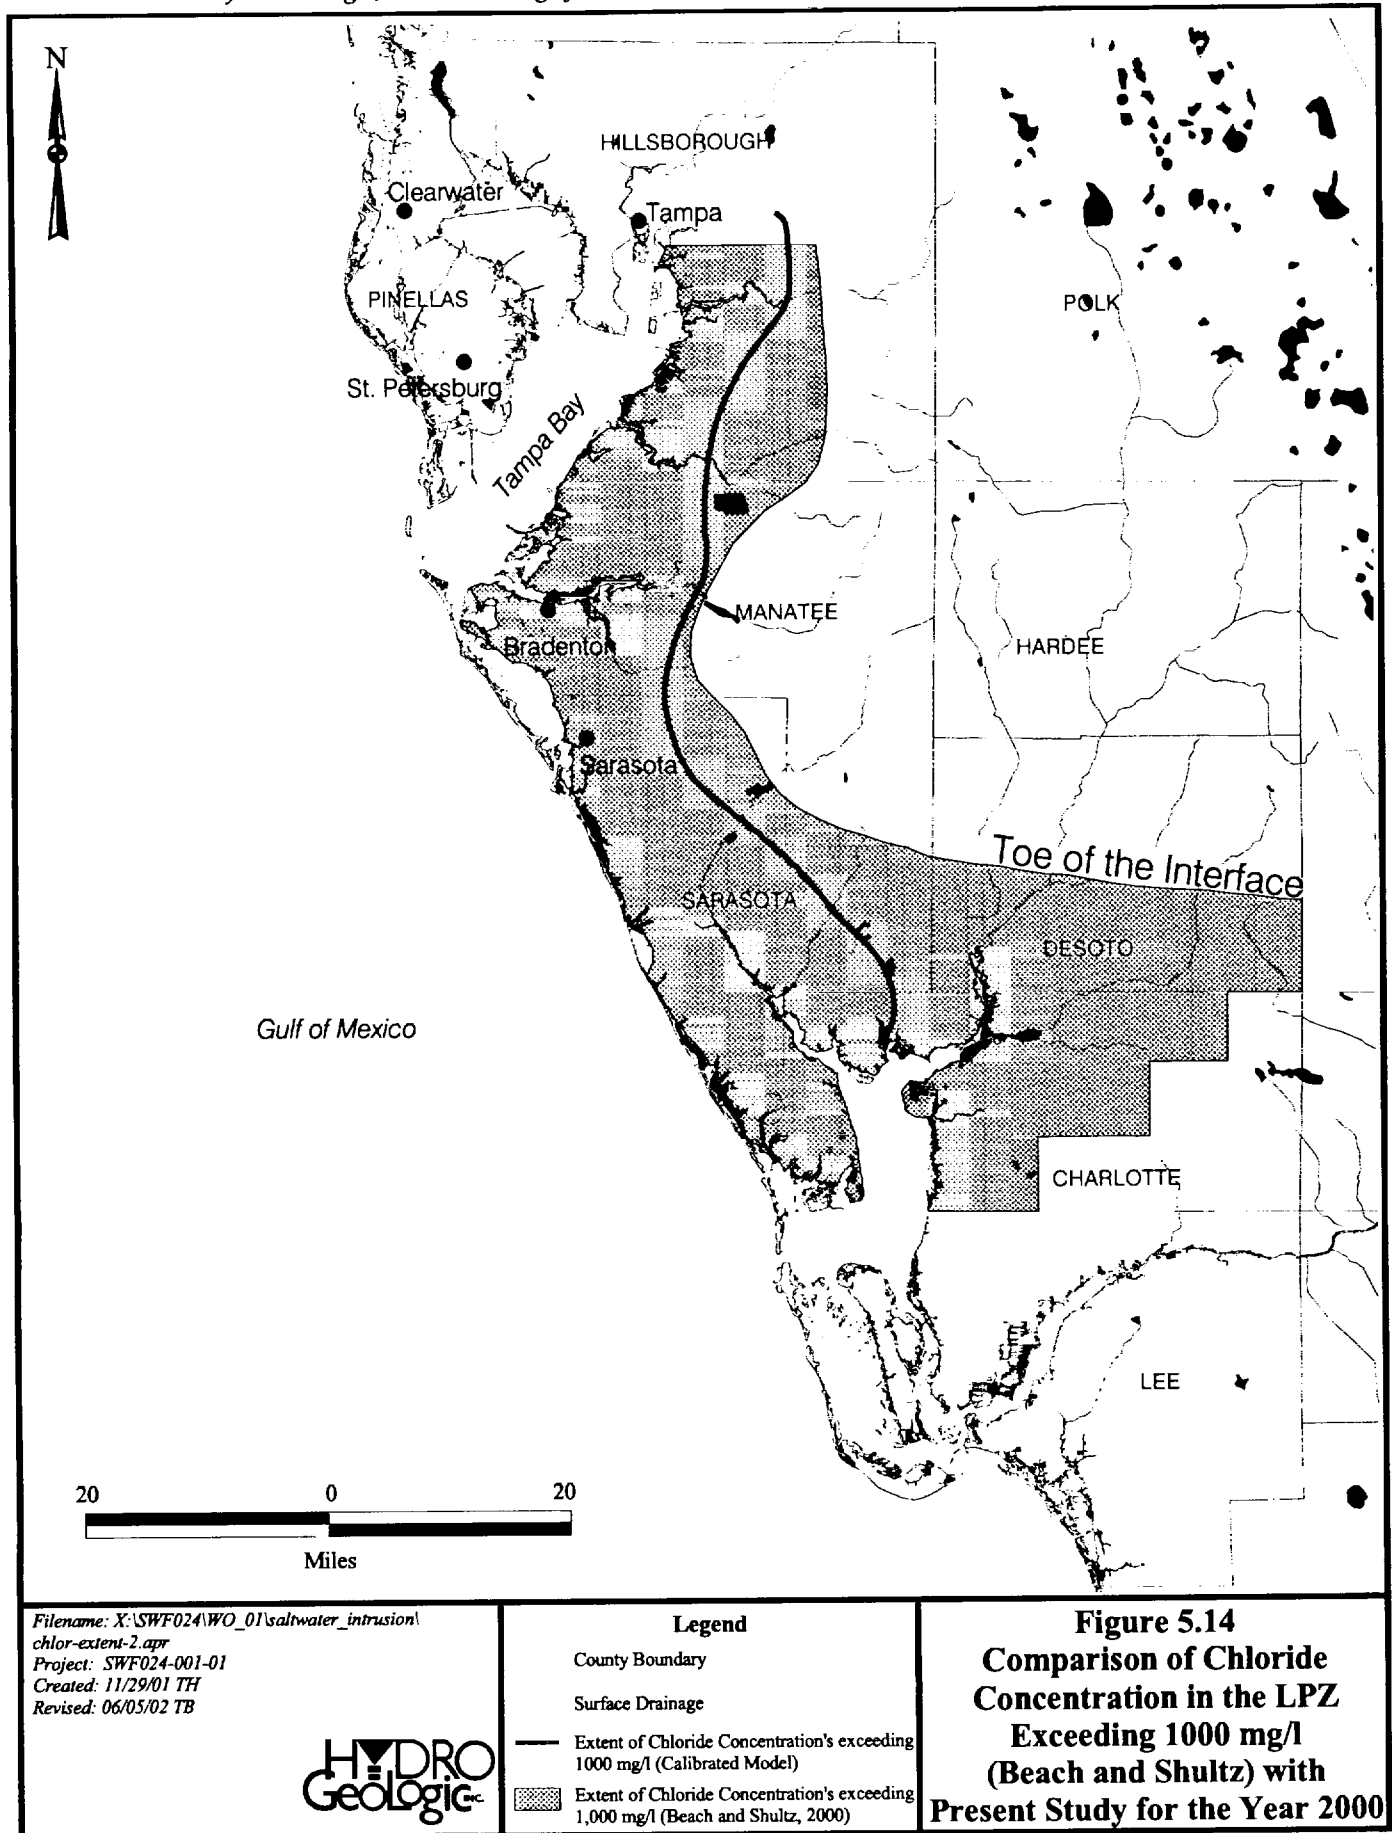 N
HILLSBOROUGH
Clearwater
Tampa
PINELLAS
POLK
St. Petersburg
Tampa Bay
MANATEE
HARDEE
Bradenton
Sarasota
Toe of the Interface
SARASOTA
DESOTO
Gulf of Mexico
CHARLOTTE
LEE
20 0 20
Miles
Filename: X:\SWF024\WO_01\saltwater_intrusion\
chlor-extent-2.apr
Project: SWF024-001-01
Created: 11/29/01 TH
Revised: 06/05/02 TB
HYDRO
GeoLogic INC.
Legend
County Boundary
Surface Drainage
Extent of Chloride Concentration's exceeding
1000 mg/l (Calibrated Model)
Extent of Chloride Concentration's exceeding
1,000 mg/l (Beach and Shultz, 2000)
Figure 5.14
Comparison of Chloride
Concentration in the LPZ
Exceeding 1000 mg/l
(Beach and Shultz) with
Present Study for the Year 2000